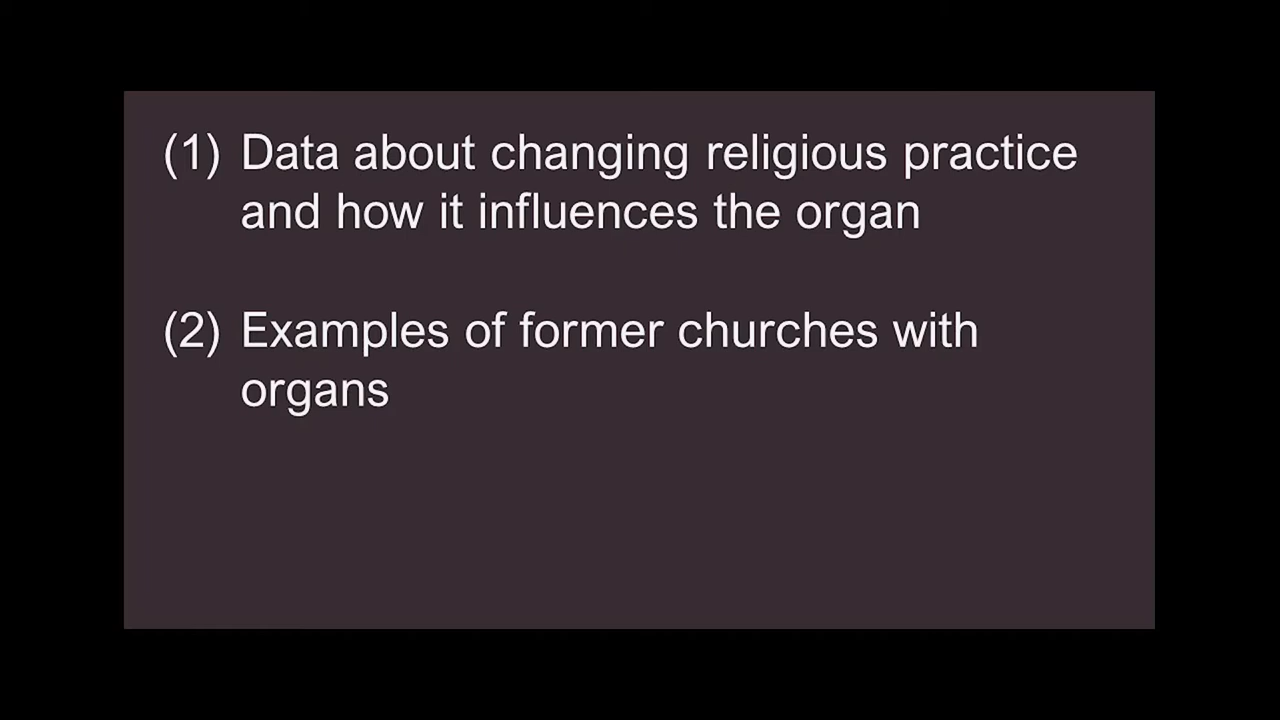 (1) Data about changing religious practice
and how it influences the organ
(2) Examples of former churches with
organs